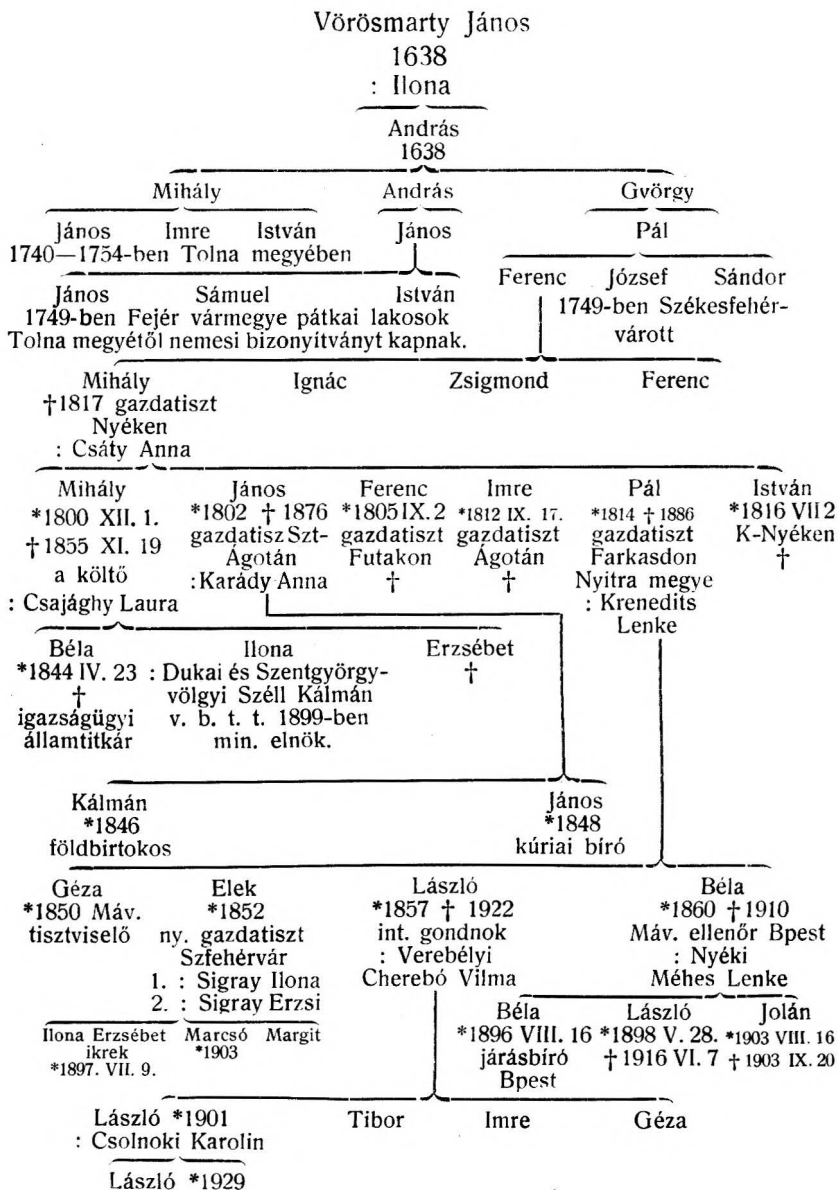 Vörösmarty János
1638
: Ilona
András
1638
Mihály András György
János Imre István János Pál
1740—1754-ben Tolna megyében
Ferenc József Sándor
János Sámuel István 1749-ben Székesfehér-
1749-ben Fejér vármegye pátkai lakosok várott
Tolna megyétől nemesi bizonyítványt kapnak.
Mihály Ignác Zsigmond Ferenc
†1817 gazdatiszt
Nyéken
: Csáty Anna
Mihály János Ferenc Imre Pál István
*1800 XII. 1. *1802 † 1876 *1805 IX. 2 *1812 IX. 17. *1814 † 1886 *1816 VII 2
†1855 XI. 19 gazdatisz Szt- gazdatiszt gazdatiszt gazdatiszt K-Nyéken
a költő Ágotán Futakon Ágotán Farkasdon †
: Csajághy Laura :Karády Anna † † Nyitra megye
: Krenedits
Lenke
Béla Ilona Erzsébet
*1844 IV. 23 : Dukai és Szentgyörgy- †
† völgyi Széll Kálmán
igazságügyi v. b. t. t. 1899-ben
államtitkár min. elnök.
Kálmán János
*1846 *1848
földbirtokos kúriai bíró
Géza Elek László Béla
*1850 Máv. *1852 *1857 † 1922 *1860 †1910
tisztviselő ny. gazdatiszt int. gondnok Máv. ellenőr Bpest
Szfehérvár : Verebélyi : Nyéki
1. : Sigray Ilona Cherebó Vilma Méhes Lenke
2. : Sigray Erzsi
Ilona Erzsébet Marcsó Margit Béla László Jolán
ikrek *1903 *1896 VIII. 16 *1898 V. 28. *1903 VIII. 16
*1897. VII. 9. járásbíró † 1916 VI. 7 † 1903 IX. 20
Bpest
László *1901 Tibor Imre Géza
: Csolnoki Karolin
László *1929